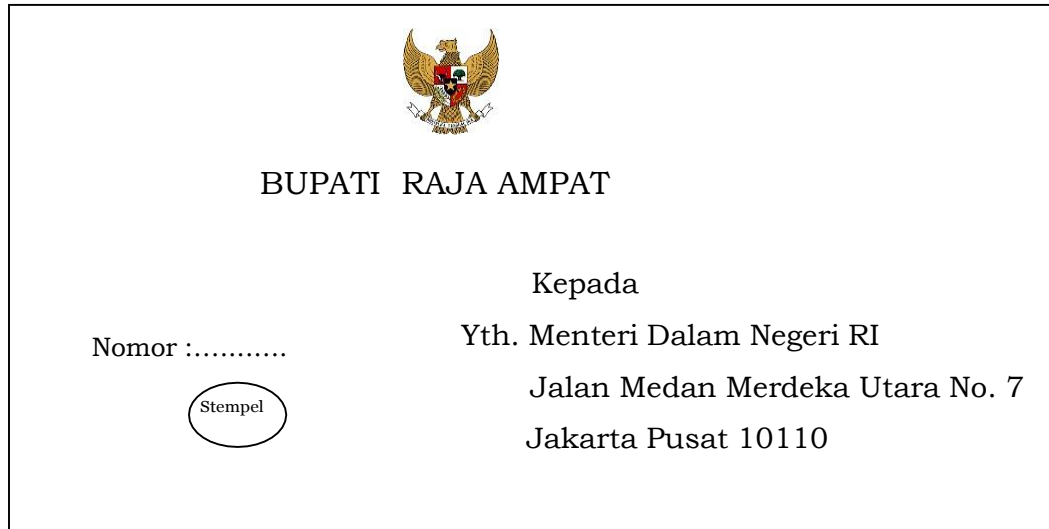 BUPATI RAJA AMPAT
Kepada
Nomor :........... Yth. Menteri Dalam Negeri RI
Stempel
Jalan Medan Merdeka Utara No. 7
Jakarta Pusat 10110